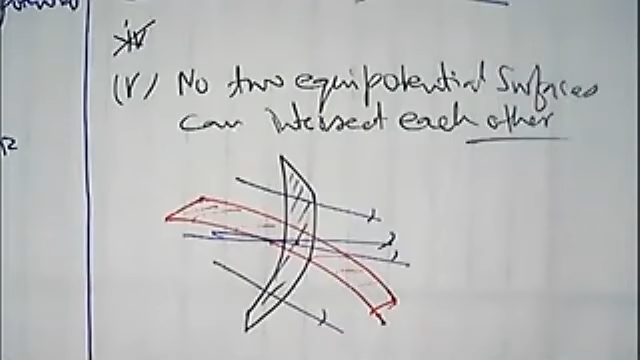 (V) No two equipotential Surfaces
can intersect each other